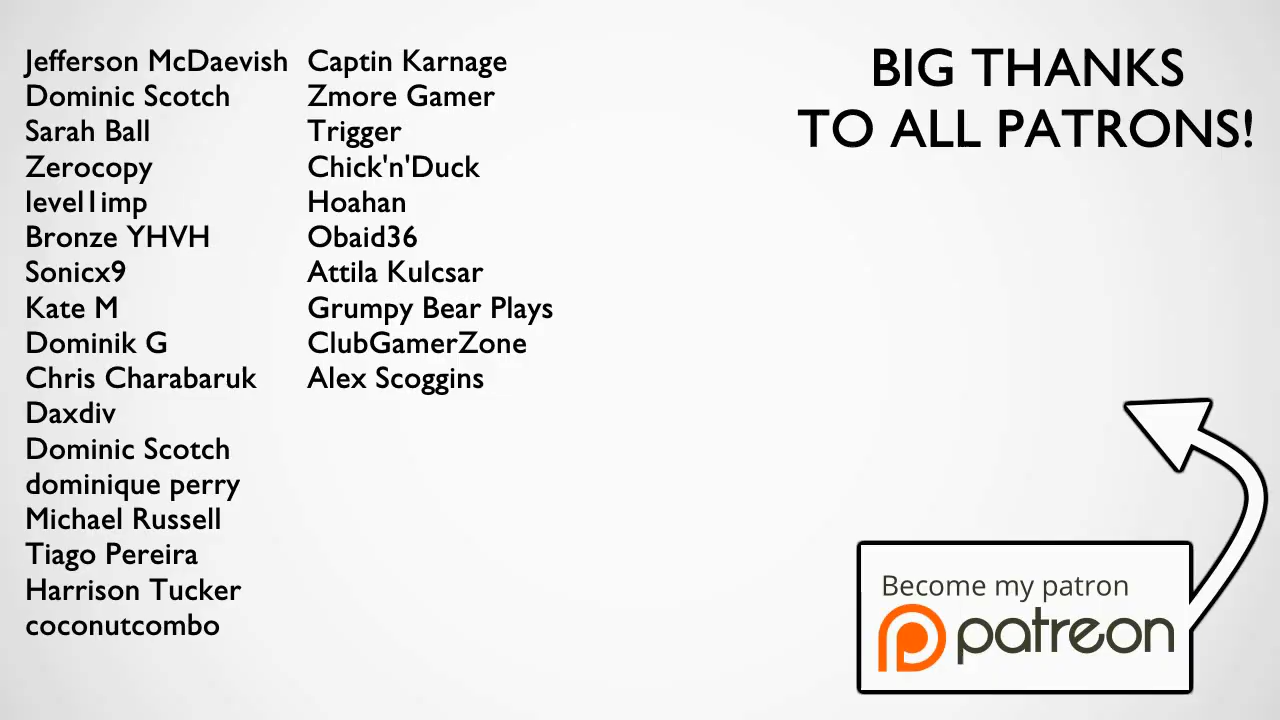 Jefferson McDaevish
Dominic Scotch
Sarah Ball
Zerocopy
level1imp
Bronze YHVH
Sonicx9
Kate M
Dominik G
Chris Charabaruk
Daxdiv
Dominic Scotch
dominique perry
Michael Russell
Tiago Pereira
Harrison Tucker
coconutcombo
Captin Karnage
Zmore Gamer
Trigger
Chick'n'Duck
Hoahan
Obaid36
Attila Kulcsar
Grumpy Bear Plays
ClubGamerZone
Alex Scoggins
BIG THANKS
TO ALL PATRONS!
Become my patron
patreon